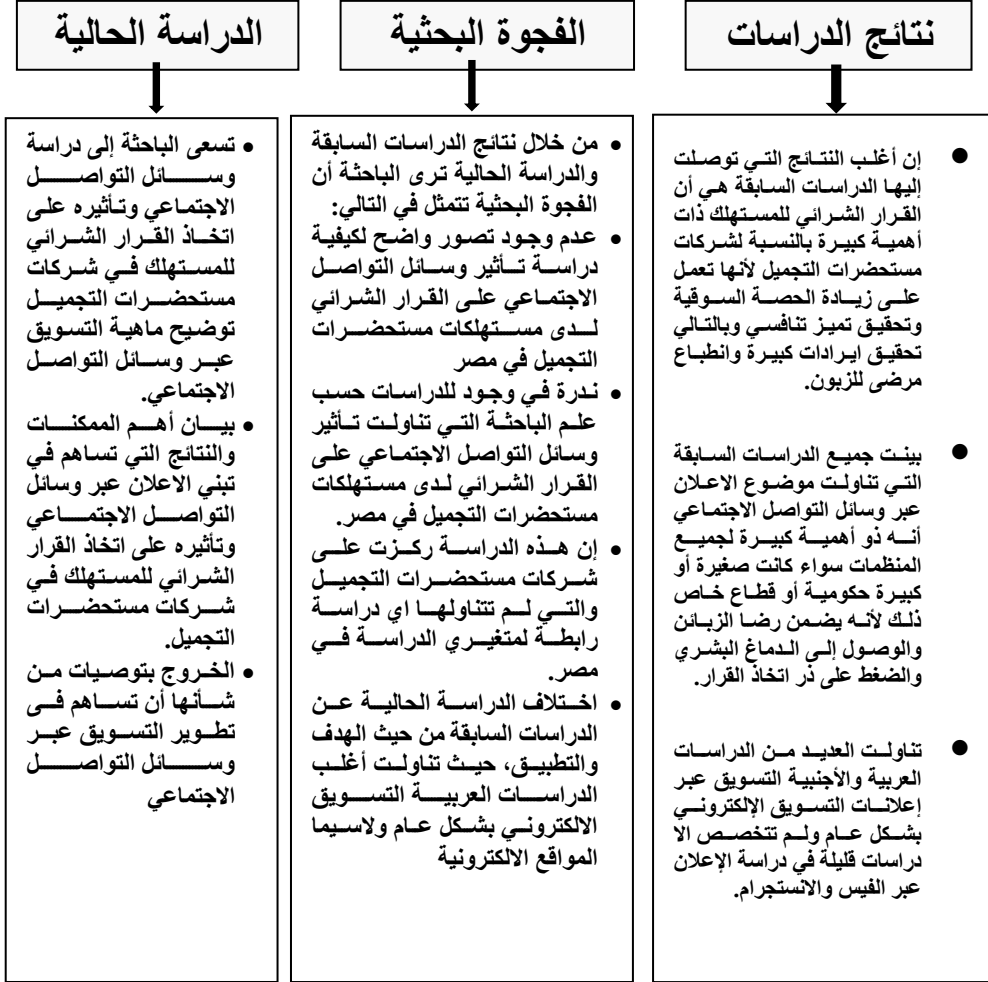 نتائج الدراسات
إن أغلب النتائج التي توصلت
إليها الدراسات السابقة هي أن
القرار الشرائي للمستهلك ذات
أهمية كبيرة بالنسبة لشركات
مستحضرات التجميل لأنها تعمل
على زيادة الحصة السوقية
وتحقيق تميز تنافسي وبالتالي
تحقيق ايرادات كبيرة وانطباع
مرضى للزبون.
بينت جميع الدراسات السابقة
التي تناولت موضوع الاعلان
عبر وسائل التواصل الاجتماعي
أنه ذو أهمية كبيرة لجميع
المنظمات سواء كانت صغيرة أو
كبيرة حكومية أو قطاع خاص
ذلك لأنه يضمن رضا الزبائن
والوصول إلى الدماغ البشري
والضغط على ذر اتخاذ القرار.
تناولت العديد من الدراسات
العربية والأجنبية التسويق عبر
إعلانات التسويق الإلكتروني
بشكل عام ولم تتخصص الا
دراسات قليلة في دراسة الإعلان
عبر الفيس والانستجرام.
الفجوة البحثية
من خلال نتائج الدراسات السابقة
والدراسة الحالية ترى الباحثة أن
الفجوة البحثية تتمثل في التالي:
عدم وجود تصور واضح لكيفية
دراسة تأثير وسائل التواصل
الاجتماعي على القرار الشرائي
لدى مستهلكات مستحضرات
التجميل في مصر
ندرة في وجود للدراسات حسب
علم الباحثة التي تناولت تأثير
وسائل التواصل الاجتماعي على
القرار الشرائي لدى مستهلكات
مستحضرات التجميل في مصر.
إن هذه الدراسة ركزت على
شركات مستحضرات التجميل
والتي لم تتناولها اي دراسة
رابطة لمتغيري الدراسة في
مصر.
اختلاف الدراسة الحالية عن
الدراسات السابقة من حيث الهدف
والتطبيق، حيث تناولت أغلب
الدراسات العربية التسويق
الالكتروني بشكل عام ولاسيما
المواقع الالكترونية
الدراسة الحالية
تسعى الباحثة إلى دراسة
وسائل التواصل
الاجتماعي وتأثيره على
اتخاذ القرار الشرائي
للمستهلك في شركات
مستحضرات التجميل
توضيح ماهية التسويق
عبر وسائل التواصل
الاجتماعي.
بيان أهم الممكنات
والنتائج التي تساهم في
تبني الاعلان عبر وسائل
التواصل الاجتماعي
وتأثيره على اتخاذ القرار
الشرائي للمستهلك في
شركات مستحضرات
التجميل.
الخروج بتوصيات من
شأنها أن تساهم فى
تطوير التسويق عبر
وسائل التواصل
الاجتماعي